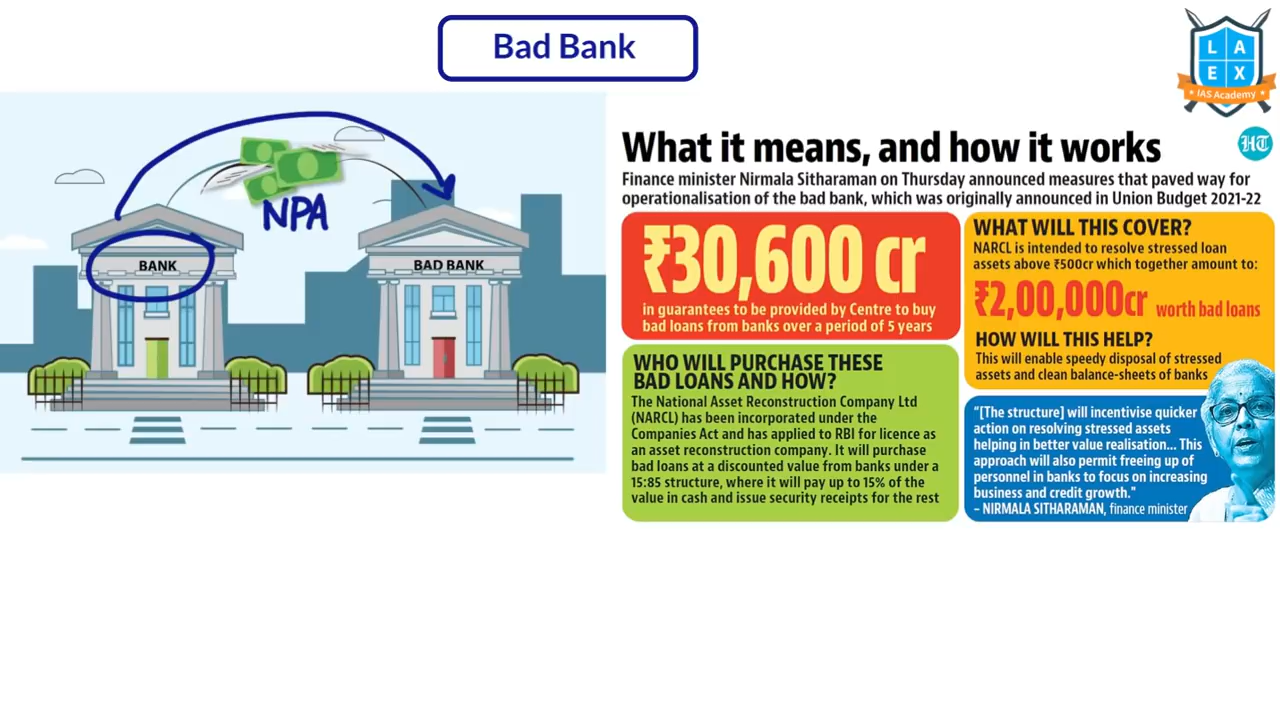 Bad Bank
L A
E X
IAS Academy
NPA
BANK
BAD BANK
What it means, and how it works
HT
Finance minister Nirmala Sitharaman on Thursday announced measures that paved way for
operationalisation of the bad bank, which was originally announced in Union Budget 2021-22
₹30,600 cr
in guarantees to be provided by Centre to buy
bad loans from banks over a period of 5 years
WHO WILL PURCHASE THESE
BAD LOANS AND HOW?
The National Asset Reconstruction Company Ltd
(NARCL) has been incorporated under the
Companies Act and has applied to RBI for licence as
an asset reconstruction company. It will purchase
bad loans at a discounted value from banks under a
15:85 structure, where it will pay up to 15% of the
value in cash and issue security receipts for the rest
WHAT WILL THIS COVER?
NARCL is intended to resolve stressed loan
assets above ₹500cr which together amount to:
₹2,00,000cr worth bad loans
HOW WILL THIS HELP?
This will enable speedy disposal of stressed
assets and clean balance-sheets of banks
“[The structure] will incentivise quicker
action on resolving stressed assets
helping in better value realisation... This
approach will also permit freeing up of
personnel in banks to focus on increasing
business and credit growth."
– NIRMALA SITHARAMAN, finance minister